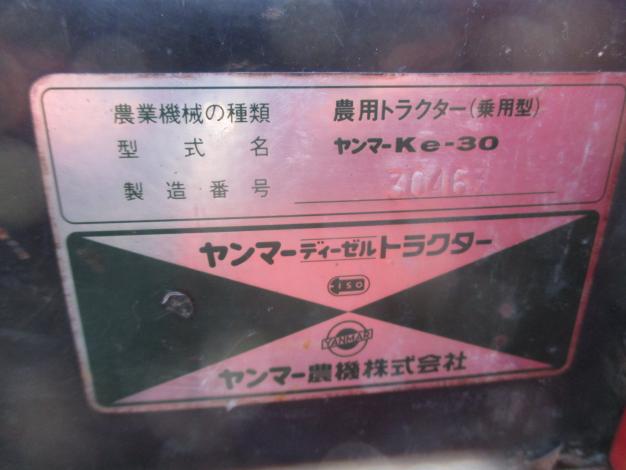 農業機械の種類 農用トラクター(乗用型)
型式名 ヤンマーKe-30
製造番号
ヤンマーディーゼルトラクター
ISO
YANMAR
ヤンマー農機株式会社